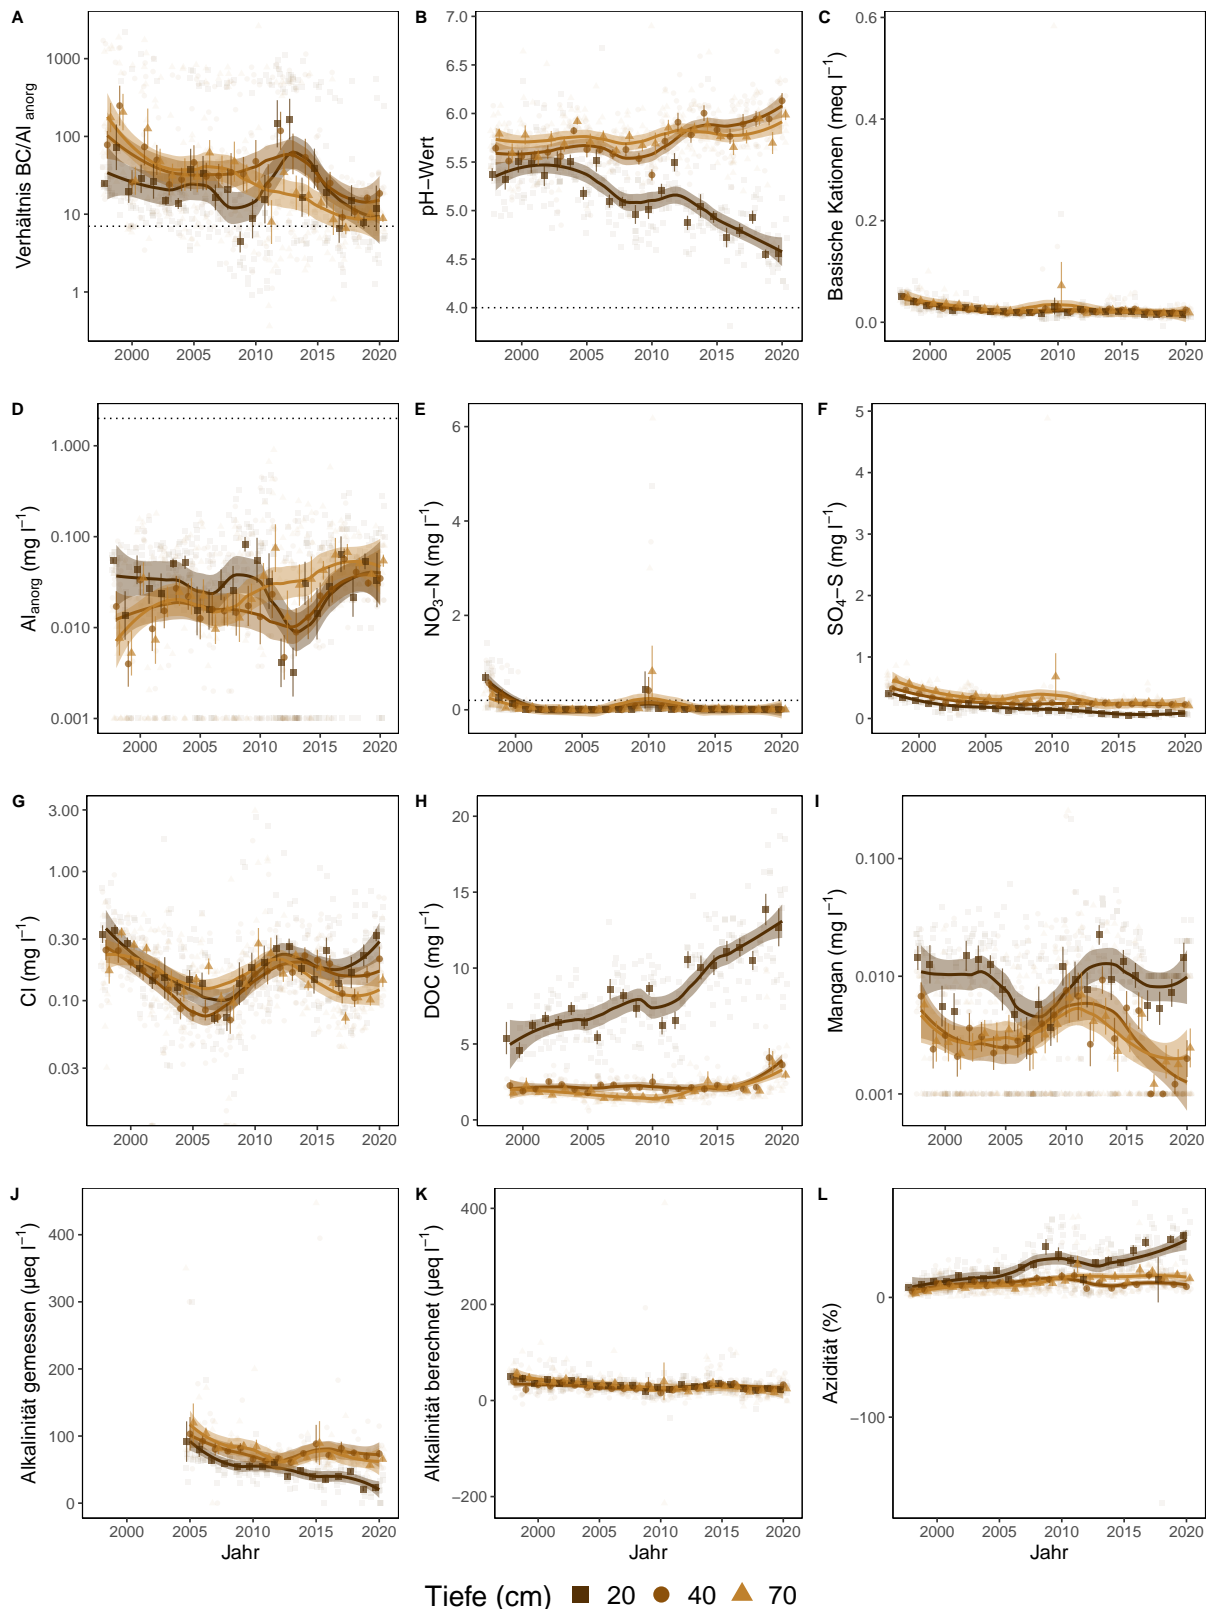 A
Verhältnis BC/Al anorg
1000
100
10
1
2000 2005 2010 2015 2020
B
pH−Wert
7.0
6.5
6.0
5.5
5.0
4.5
4.0
2000 2005 2010 2015 2020
C
Basische Kationen (meq l−1)
0.6
0.4
0.2
0.0
2000 2005 2010 2015 2020
D
Al anorg (mg l−1)
1.000
0.100
0.010
0.001
2000 2005 2010 2015 2020
E
NO3−N (mg l−1)
6
4
2
0
2000 2005 2010 2015 2020
F
SO4−S (mg l−1)
5
4
3
2
1
0
2000 2005 2010 2015 2020
G
Cl (mg l−1)
3.00
1.00
0.30
0.10
0.03
2000 2005 2010 2015 2020
H
DOC (mg l−1)
20
15
10
5
0
2000 2005 2010 2015 2020
I
Mangan (mg l−1)
0.100
0.010
0.001
2000 2005 2010 2015 2020
J
Alkalinität gemessen (μeq l−1)
400
300
200
100
0
2000 2005 2010 2015 2020
Jahr
K
Alkalinität berechnet (μeq l−1)
400
200
0
−200
2000 2005 2010 2015 2020
Jahr
L
Azidität (%)
0
−100
2000 2005 2010 2015 2020
Jahr
Tiefe (cm) 20 40 70